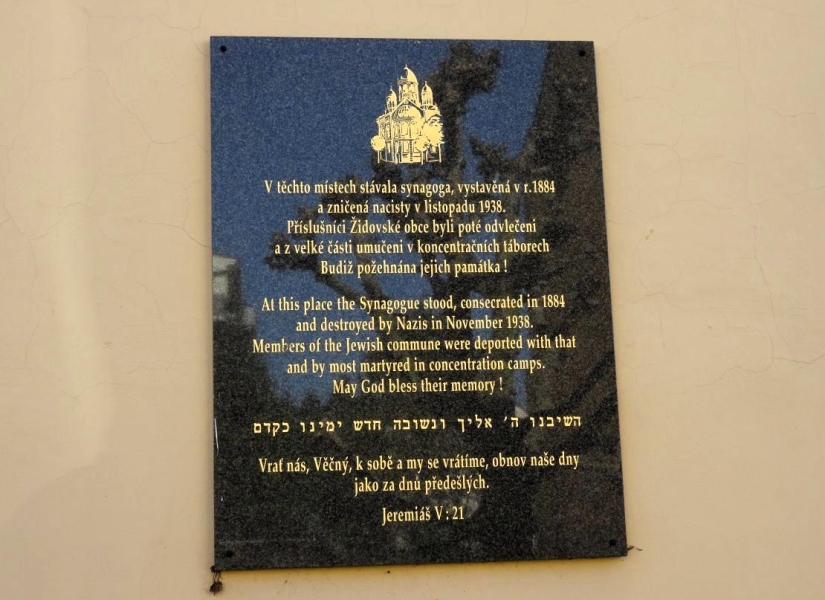 V těchto místech stávala synagoga, vystavěná v r.1884
a zničená nacisty v listopadu 1938.
Příslušníci Židovské obce byli poté odvlečeni
a z velké části umučeni v koncentračních táborech
Budiž požehnána jejich památka !
At this place the Synagogue stood, consecrated in 1884
and destroyed by Nazis in November 1938.
Members of the Jewish commune were deported with that
and by most martyred in concentration camps.
May God bless their memory !
השיבנו ה׳ אליך ונשובה חדש ימינו כקדם
Vrať nás, Věčný, k sobě a my se vrátíme, obnov naše dny
jako za dnů předešlých.
Jeremiáš V : 21